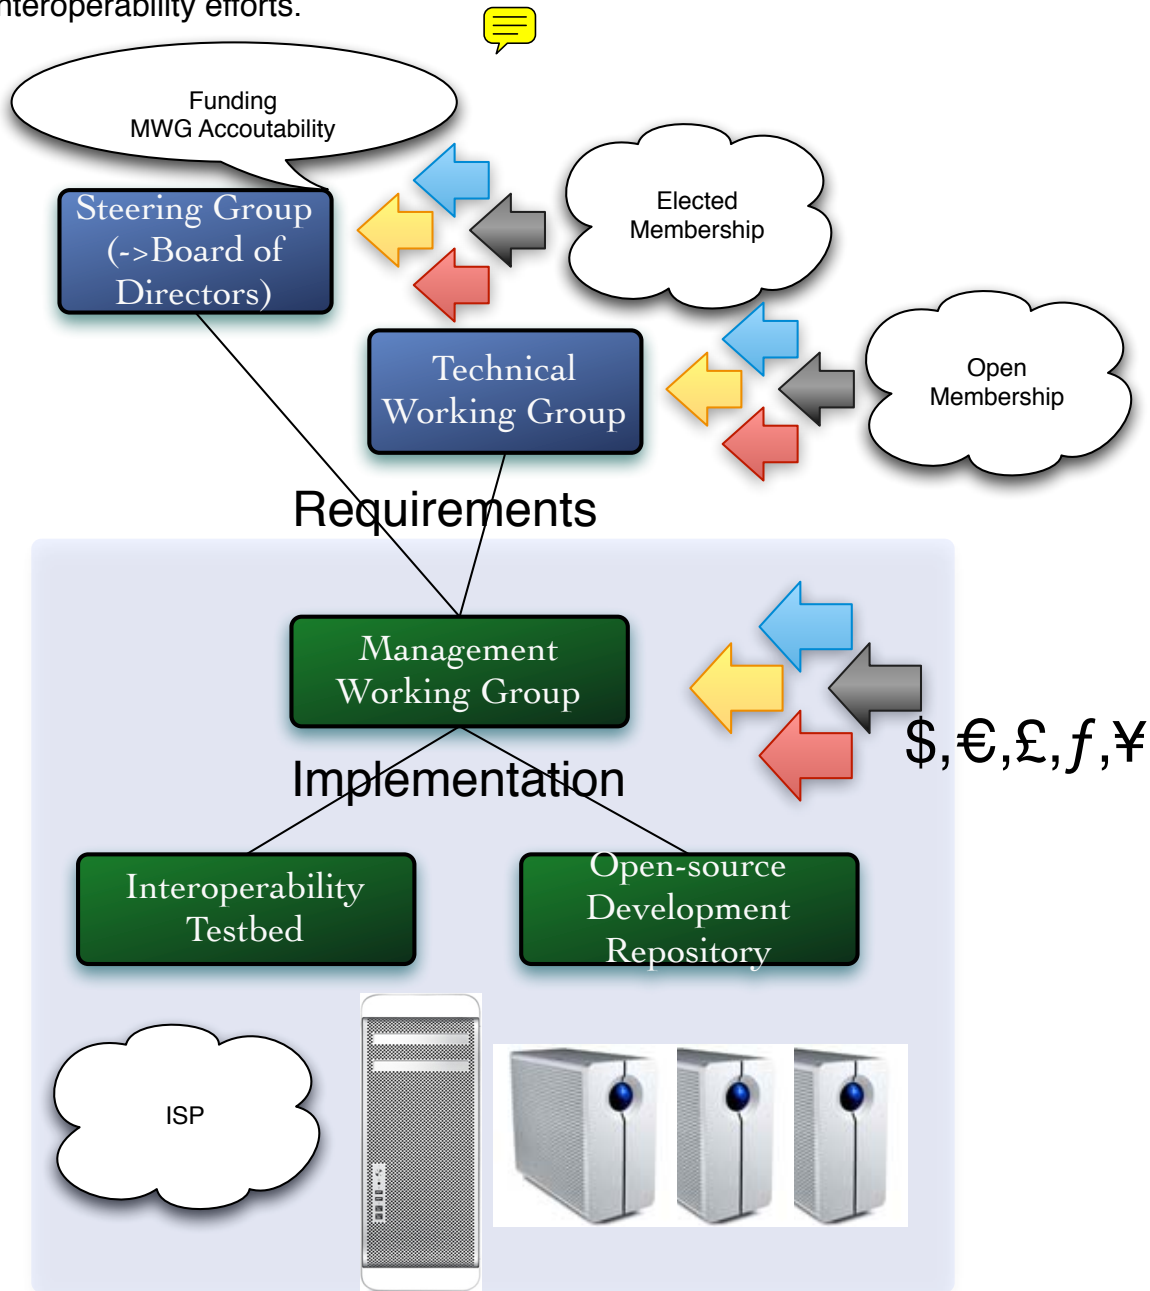 interoperability efforts.
Funding
MWG Accoutability
Steering Group
(->Board of
Directors)
Elected
Membership
Technical
Working Group
Open
Membership
Requirements
Management
Working Group
$,€,£,ƒ,¥
Implementation
Interoperability
Testbed
Open-source
Development
Repository
ISP